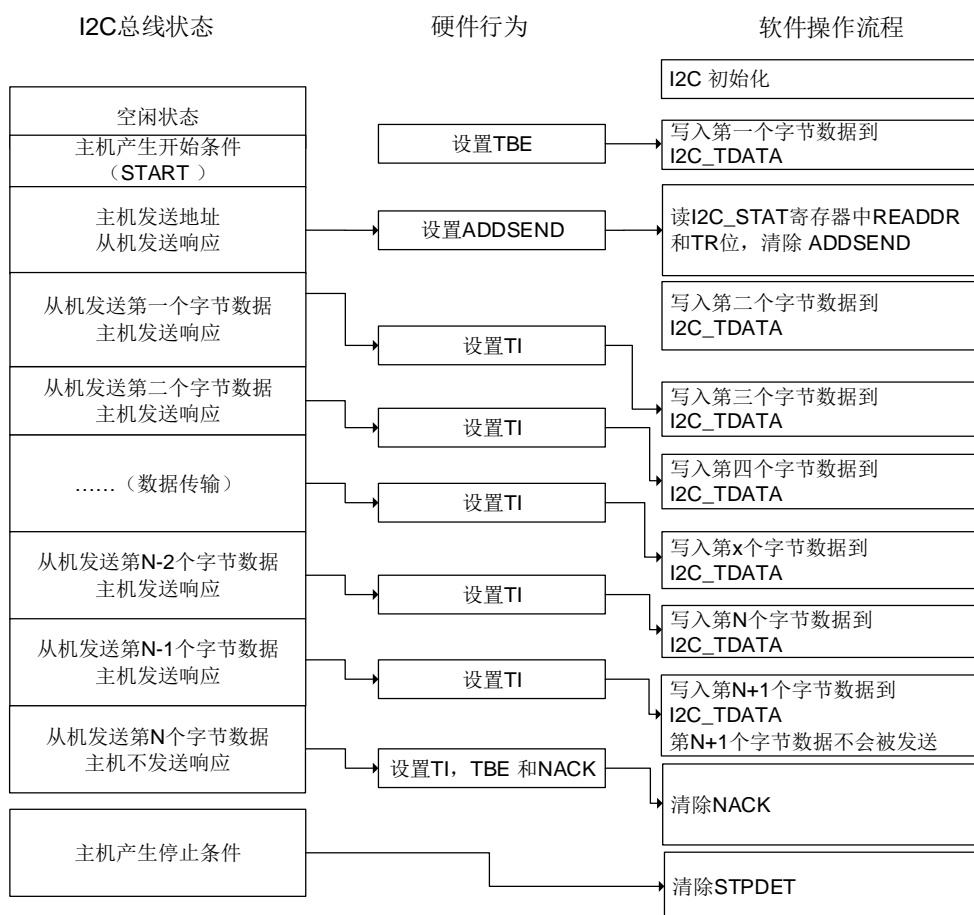 I2C总线状态
硬件行为
软件操作流程
I2C 初始化
空闲状态
主机产生开始条件
（START ）
设置TBE
写入第一个字节数据到
I2C_TDATA
主机发送地址
从机发送响应
设置ADDSEND
读I2C_STAT寄存器中READDR
和TR位，清除 ADDSEND
从机发送第一个字节数据
主机发送响应
设置TI
写入第二个字节数据到
I2C_TDATA
从机发送第二个字节数据
主机发送响应
设置TI
写入第三个字节数据到
I2C_TDATA
……（数据传输）
设置TI
写入第四个字节数据到
I2C_TDATA
从机发送第N-2个字节数据
主机发送响应
设置TI
写入第x个字节数据到
I2C_TDATA
从机发送第N-1个字节数据
主机发送响应
设置TI
写入第N个字节数据到
I2C_TDATA
从机发送第N个字节数据
主机不发送响应
设置TI，TBE 和NACK
写入第N+1个字节数据到
I2C_TDATA
第N+1个字节数据不会被发送
清除NACK
主机产生停止条件
清除STPDET